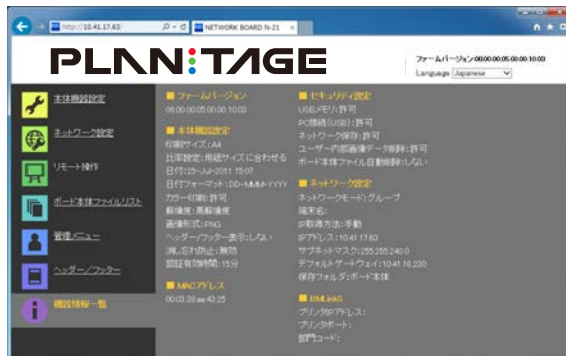 http://10.41.17.63/
NETWORK BOARD N-21
PLANiTAGE
ファームバージョン:08.00.00.05.00.00.10.03
Language Japanese
本体機器設定
ネットワーク設定
リモート操作
ボード本体ファイルリスト
管理メニュー
ヘッダー/フッター
機器情報一覧
ファームバージョン
08.00.00.05.00.00.10.03
本体機器設定
印刷サイズ:A4
比率設定:用紙サイズに合わせる
日付:25-Jul-2011 15:07
日付フォーマット:DD-MMM-YYYY
カラー印刷:許可
解像度:高解像度
画像形式:PNG
ヘッダー/フッター表示:しない
消し忘れ防止:無効
認証有効時間:15分
MACアドレス
セキュリティ設定
USBメモリ:許可
PC接続(USB):許可
ネットワーク保存:許可
ユーザー内部画像データ削除:許可
ボード本体ファイル自動削除:しない
ネットワーク設定
ネットワークモード:グループ
端末名:
IP取得方法:手動
IPアドレス:10.41.17.63
サブネットマスク:255.255.240.0
デフォルトゲートウェイ:10.41.16.230
保存フォルダ:ボード本体
BMLinkS
プリンタIPアドレス:
プリンタポート:
部門コード: